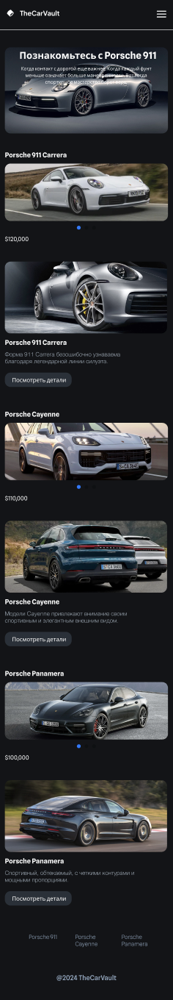 TheCarVault
Познакомьтесь с Porsche 911
Когда контакт с дорогой еще важнее. Когда каждый фунт
меньше означает больше маневренности. Вот когда
спортивное мастерство
Porsche 911 Carrera
$120,000
Porsche 911 Carrera
Форма 911 Carrera безошибочно узнаваема
благодаря легендарной линии силуэта.
Посмотреть детали
Porsche Cayenne
S·CA 3640
$110,000
Porsche Cayenne
Модели Cayenne привлекают внимание своим
спортивным и элегантным внешним видом.
Посмотреть детали
Porsche Panamera
$100,000
Porsche Panamera
Спортивный, обтекаемый, с четкими контурами и
мощными пропорциями.
Посмотреть детали
Porsche 911 Porsche Porsche
Cayenne Panamera
@2024 TheCarVault